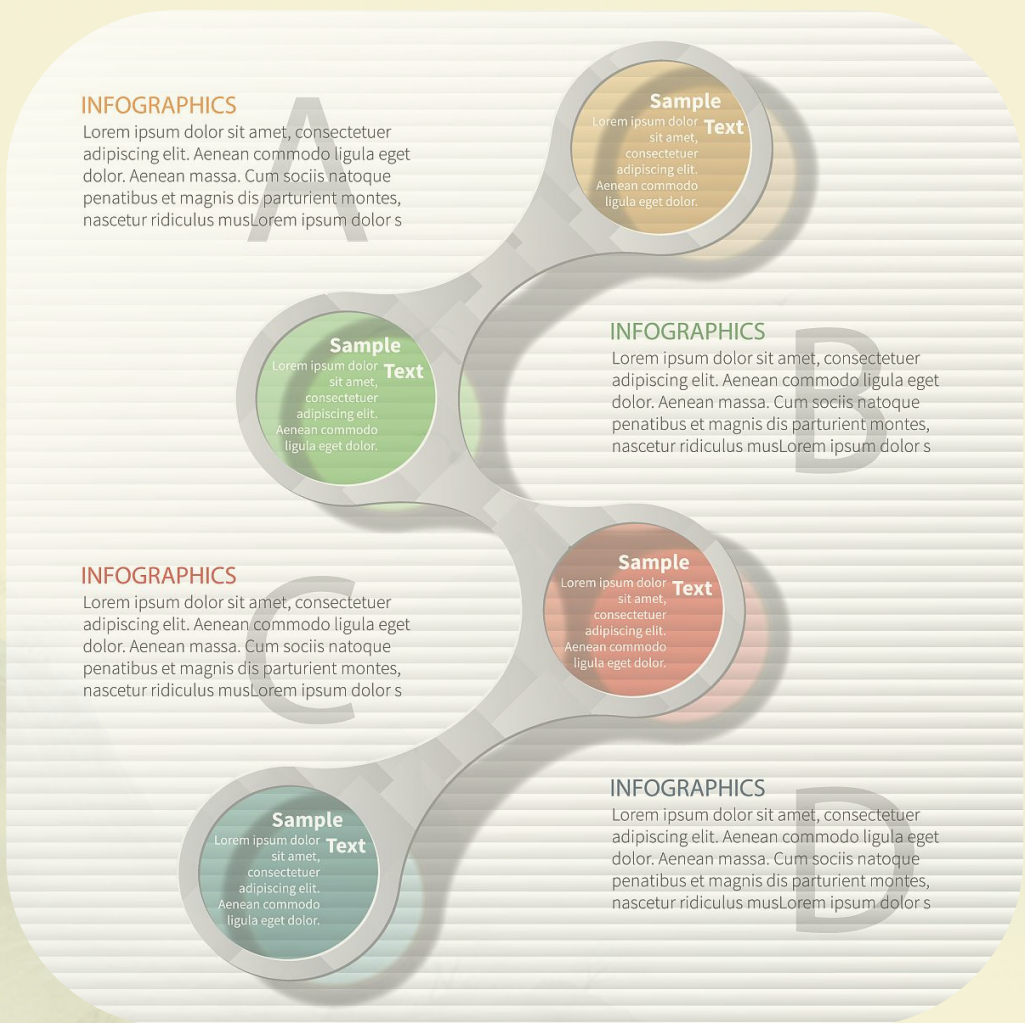 INFOGRAPHICS
A
Lorem ipsum dolor sit amet, consectetuer
adipiscing elit. Aenean commodo ligula eget
dolor. Aenean massa. Cum sociis natoque
penatibus et magnis dis parturient montes,
nascetur ridiculus musLorem ipsum dolor s
Sample
Text
Lorem ipsum dolor
sit amet,
consectetuer
adipiscing elit.
Aenean commodo
ligula eget dolor.
Sample
Text
Lorem ipsum dolor
sit amet,
consectetuer
adipiscing elit.
Aenean commodo
ligula eget dolor.
INFOGRAPHICS
B
Lorem ipsum dolor sit amet, consectetuer
adipiscing elit. Aenean commodo ligula eget
dolor. Aenean massa. Cum sociis natoque
penatibus et magnis dis parturient montes,
nascetur ridiculus musLorem ipsum dolor s
INFOGRAPHICS
C
Lorem ipsum dolor sit amet, consectetuer
adipiscing elit. Aenean commodo ligula eget
dolor. Aenean massa. Cum sociis natoque
penatibus et magnis dis parturient montes,
nascetur ridiculus musLorem ipsum dolor s
Sample
Text
Lorem ipsum dolor
sit amet,
consectetuer
adipiscing elit.
Aenean commodo
ligula eget dolor.
Sample
Text
Lorem ipsum dolor
sit amet,
consectetuer
adipiscing elit.
Aenean commodo
ligula eget dolor.
INFOGRAPHICS
D
Lorem ipsum dolor sit amet, consectetuer
adipiscing elit. Aenean commodo ligula eget
dolor. Aenean massa. Cum sociis natoque
penatibus et magnis dis parturient montes,
nascetur ridiculus musLorem ipsum dolor s